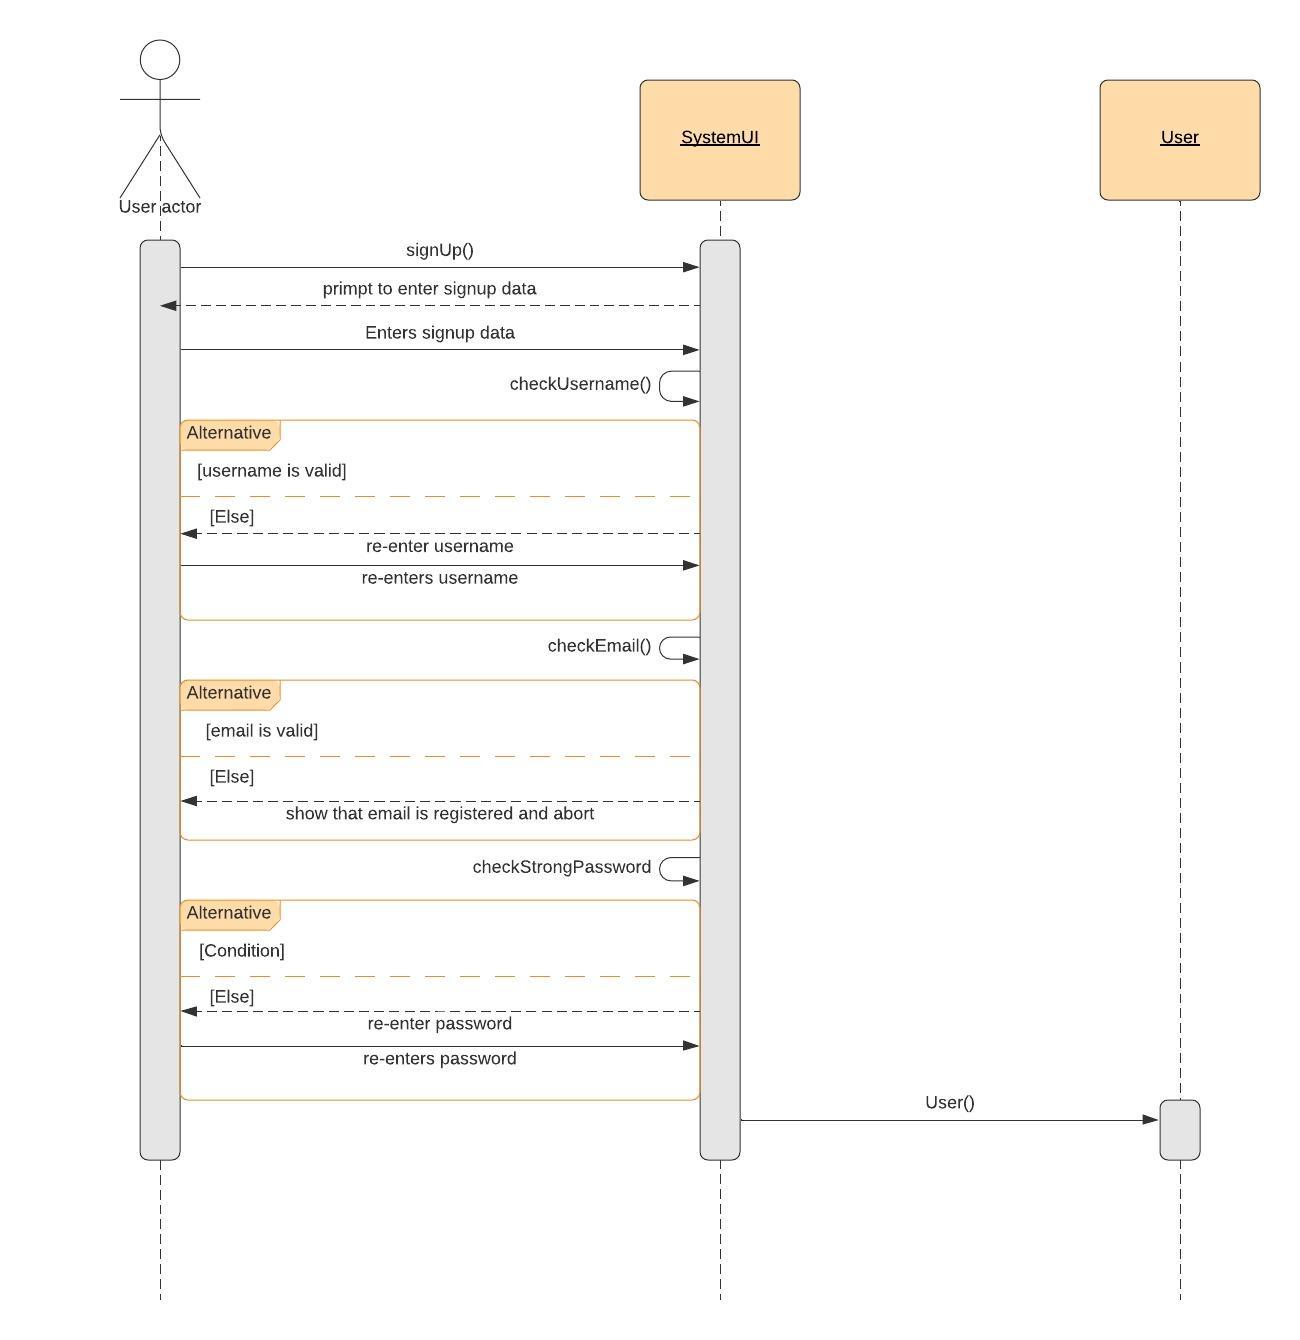 User actor
SystemUI
User
signUp()
primpt to enter signup data
Enters signup data
checkUsername()
Alternative
[username is valid]
[Else]
re-enter username
re-enters username
checkEmail()
Alternative
[email is valid]
[Else]
show that email is registered and abort
checkStrongPassword
Alternative
[Condition]
[Else]
re-enter password
re-enters password
User()